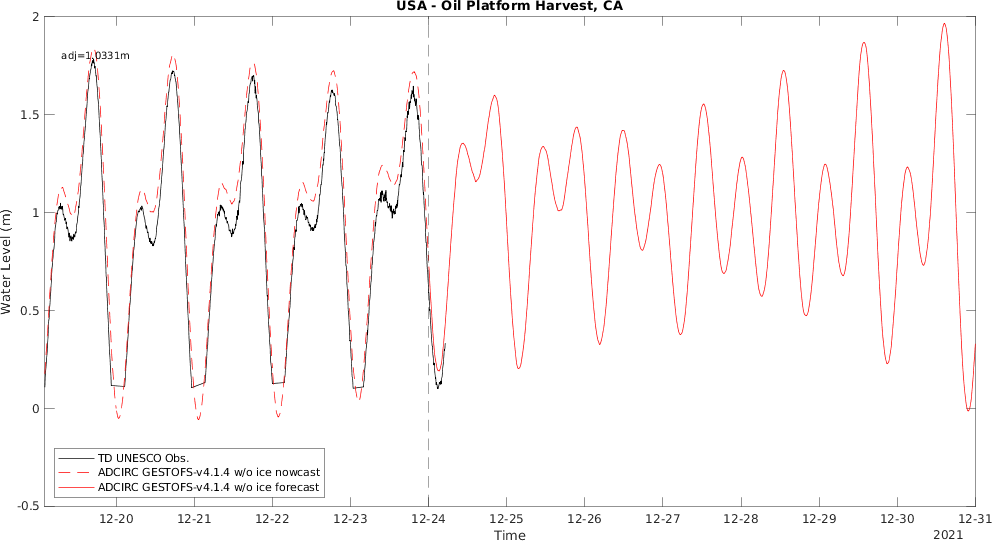 USA - Oil Platform Harvest, CA
adj=1.0331m
2
1.5
1
0.5
0
-0.5
Water Level (m)
TD UNESCO Obs.
ADCIRC GESTOFS-v4.1.4 w/o ice nowcast
ADCIRC GESTOFS-v4.1.4 w/o ice forecast
12-20 12-21 12-22 12-23 12-24 12-25 12-26 12-27 12-28 12-29 12-30 12-31
Time
2021